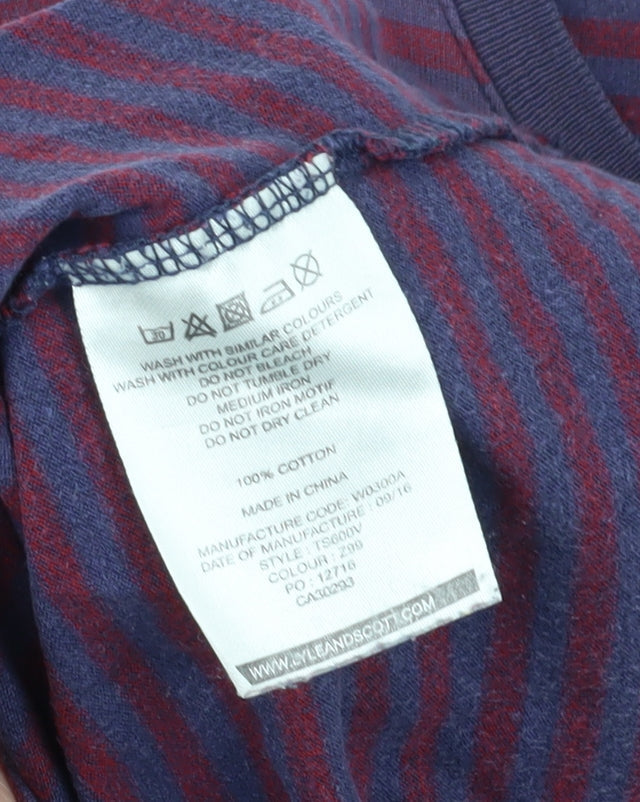 30
WASH WITH SIMILAR COLOURS
WASH WITH COLOUR CARE DETERGENT
DO NOT BLEACH
DO NOT TUMBLE DRY
MEDIUM IRON
DO NOT IRON MOTIF
DO NOT DRY CLEAN
100% COTTON
MADE IN CHINA
MANUFACTURE CODE: W0300A
DATE OF MANUFACTURE : 09/16
STYLE : TS600V
COLOUR : Z99
PO : 12716
CA30293
WWW.LYLEANDSCOTT.COM